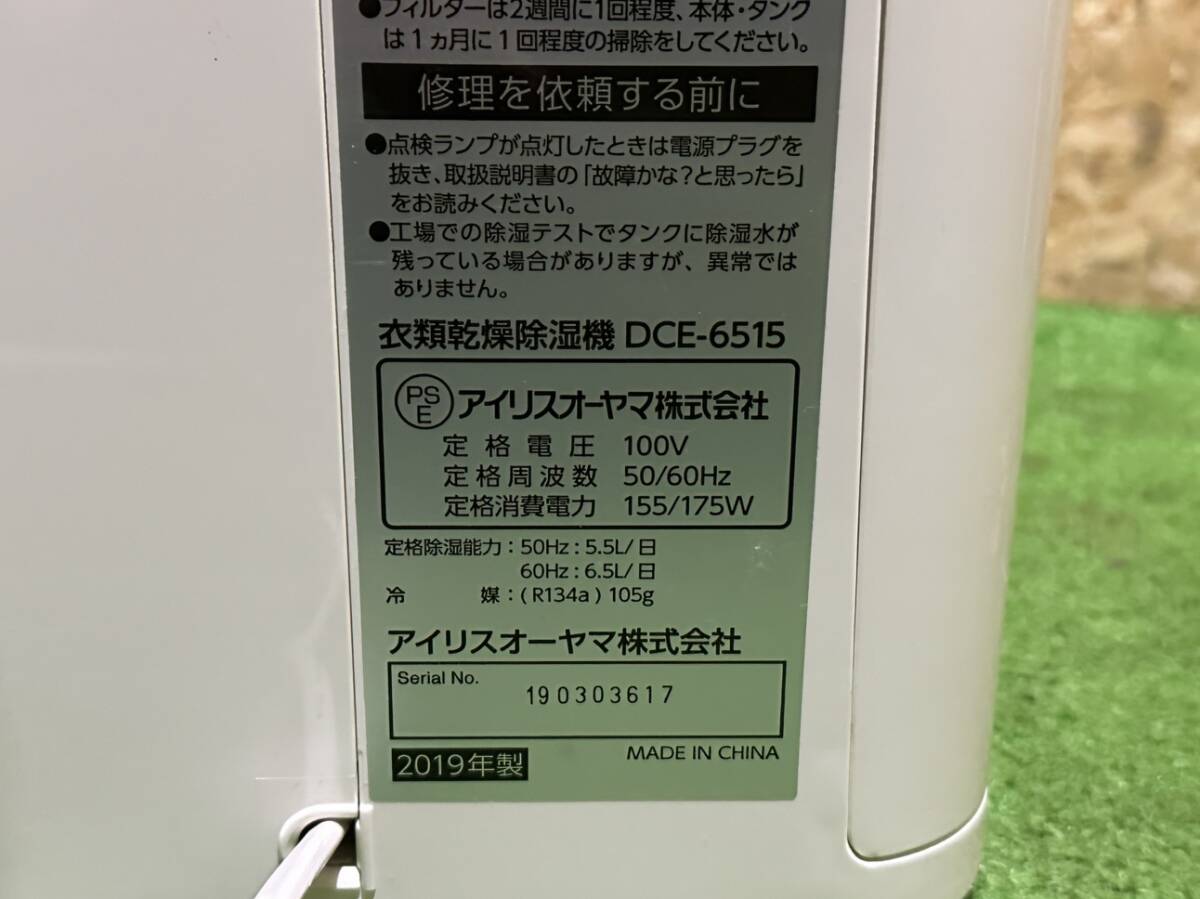 ●フィルターは2週間に1回程度、本体・タンク
は1ヵ月に1回程度の掃除をしてください。
修理を依頼する前に
●点検ランプが点灯したときは電源プラグを
抜き、取扱説明書の「故障かな?と思ったら」
をお読みください。
●工場での除湿テストでタンクに除湿水が
残っている場合がありますが、異常では
ありません。
衣類乾燥除湿機 DCE-6515
PS
E アイリスオーヤマ株式会社
定格電圧 100V
定格周波数 50/60Hz
定格消費電力 155/175W
定格除湿能力:50Hz:5.5L/日
60Hz:6.5L/日
冷媒:(R134a)105g
アイリスオーヤマ株式会社
Serial No.
190303617
2019年製
MADE IN CHINA